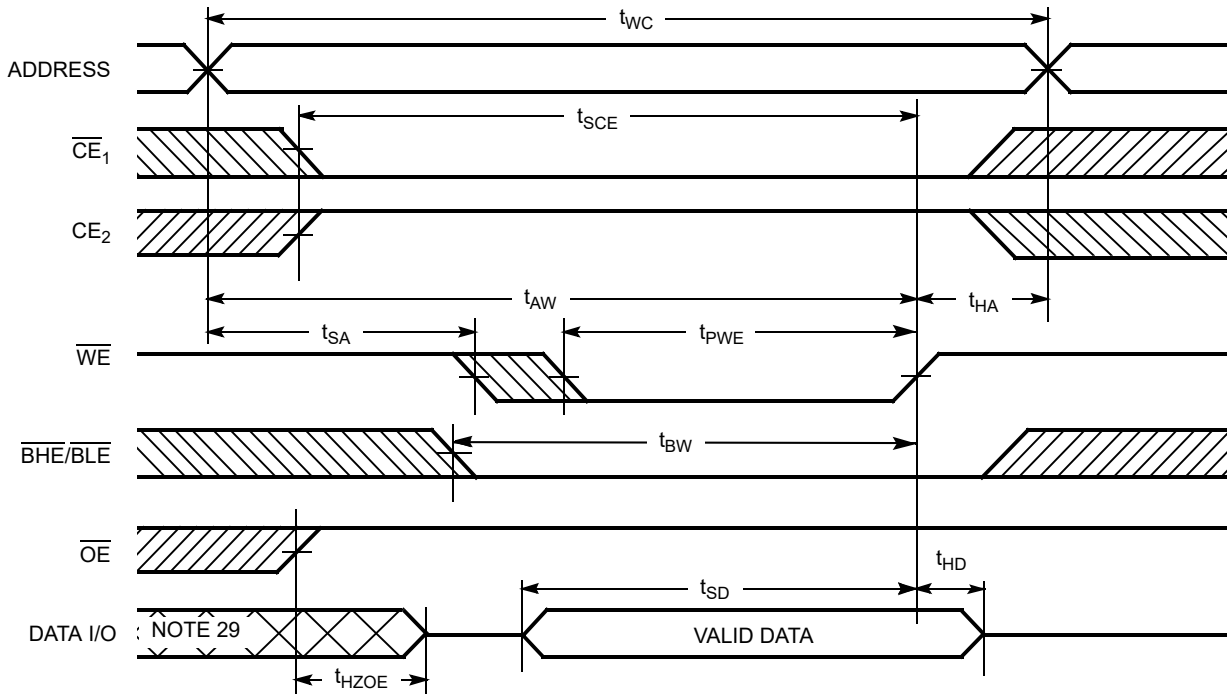 tWC
ADDRESS
tSCE
CE1
CE2
tAW
tHA
tSA
tPWE
WE
tBW
BHE/BLE
OE
tHD
tSD
DATA I/O
NOTE 29
VALID DATA
tHZOE